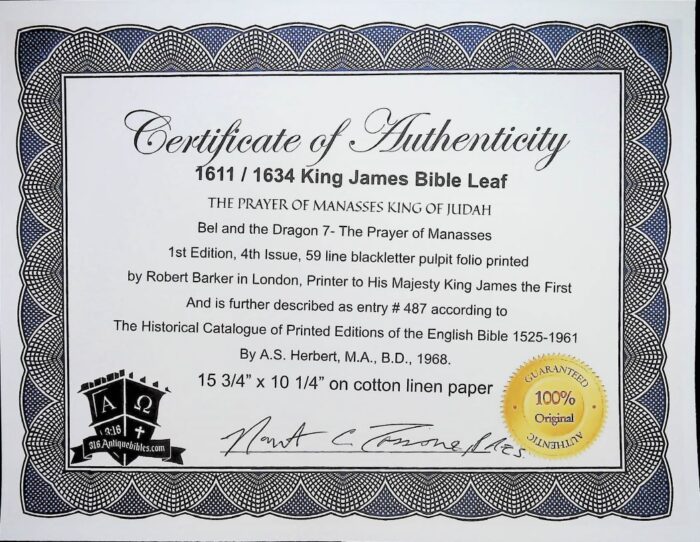 Certificate of Authenticity
1611 / 1634 King James Bible Leaf
THE PRAYER OF MANASSES KING OF JUDAH
Bel and the Dragon 7- The Prayer of Manasses
1st Edition, 4th Issue, 59 line blackletter pulpit folio printed
by Robert Barker in London, Printer to His Majesty King James the First
And is further described as entry # 487 according to
The Historical Catalogue of Printed Editions of the English Bible 1525-1961
By A.S. Herbert, M.A., B.D., 1968.
15 3/4” x 10 1/4” on cotton linen paper
GUARANTEED
100%
Original
AUTHENTIC
Α Ω
3:16
316 Antiquebibles.com